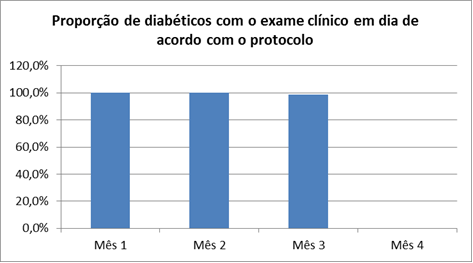 Proporção de diabéticos com o exame clínico em dia de
acordo com o protocolo
120,0%
100,0%
80,0%
60,0%
40,0%
20,0%
0,0%
Mês 1 Mês 2 Mês 3 Mês 4